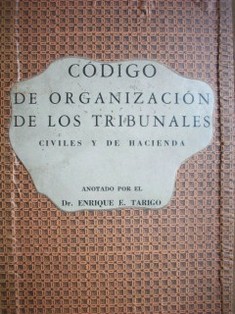 CÓDIGO
DE ORGANIZACIÓN
DE LOS TRIBUNALES
CIVILES Y DE HACIENDA
ANOTADO POR EL
Dr. ENRIQUE E. TARIGO